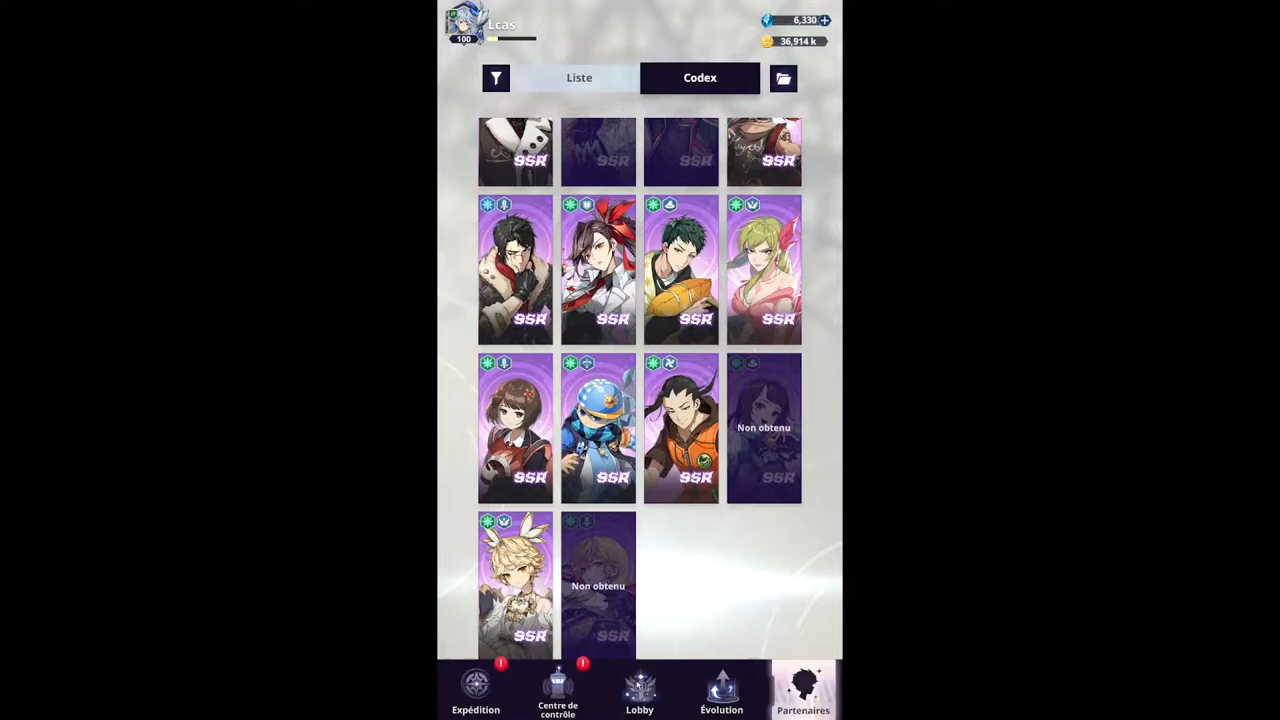 Lcas
100
6,330
36,914 k
Liste
Codex
SSR SSR SSR SSR
SSR SSR SSR SSR
SSR SSR SSR SSR
Non obtenu
SSR SSR
Non obtenu
Expédition
Centre de
contrôle
Lobby
Évolution
Partenaires